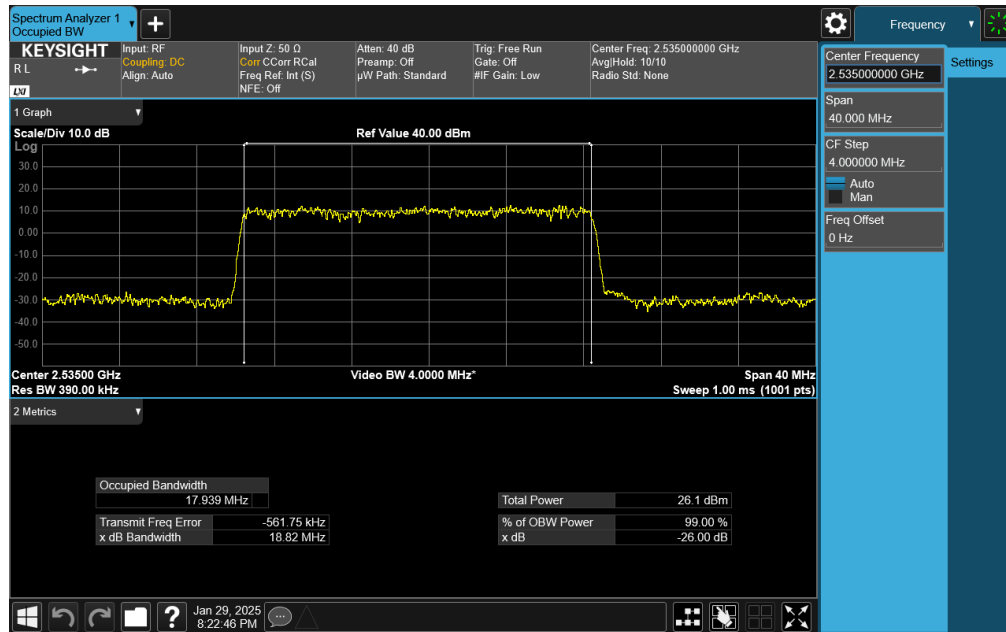 Spectrum Analyzer 1
Occupied BW
Frequency
KEYSIGHT
R L
LXI
Input: RF
Coupling: DC
Align: Auto
Input Z: 50 Ω
Corr CCorr RCal
Freq Ref: Int (S)
NFE: Off
Atten: 40 dB
Preamp: Off
µW Path: Standard
Trig: Free Run
Gate: Off
#IF Gain: Low
Center Freq: 2.535000000 GHz
Avg|Hold: 10/10
Radio Std: None
Center Frequency
2.535000000 GHz
Settings
Span
40.000 MHz
CF Step
4.000000 MHz
Auto
Man
Freq Offset
0 Hz
1 Graph
Scale/Div 10.0 dB
Ref Value 40.00 dBm
Log
30.0
20.0
10.0
0.00
-10.0
-20.0
-30.0
-40.0
-50.0
Center 2.53500 GHz
Video BW 4.0000 MHz*
Span 40 MHz
Res BW 390.00 kHz
Sweep 1.00 ms (1001 pts)
2 Metrics
Occupied Bandwidth
17.939 MHz
Total Power 26.1 dBm
Transmit Freq Error -561.75 kHz
% of OBW Power 99.00 %
x dB Bandwidth 18.82 MHz
x dB -26.00 dB
?
Jan 29, 2025
8:22:46 PM